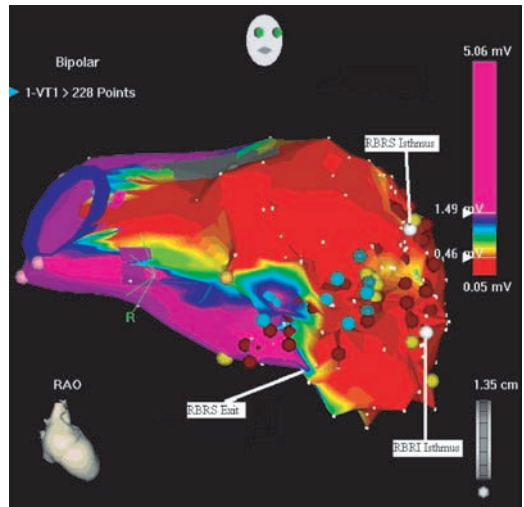 Bipolar
5.06 mV
1-VT1 > 228 Points
RBRS Isthmus
1.49 mV
0.46 mV
0.05 mV
R
RAO
RBRS Exit
1.35 cm
RBRI Isthmus